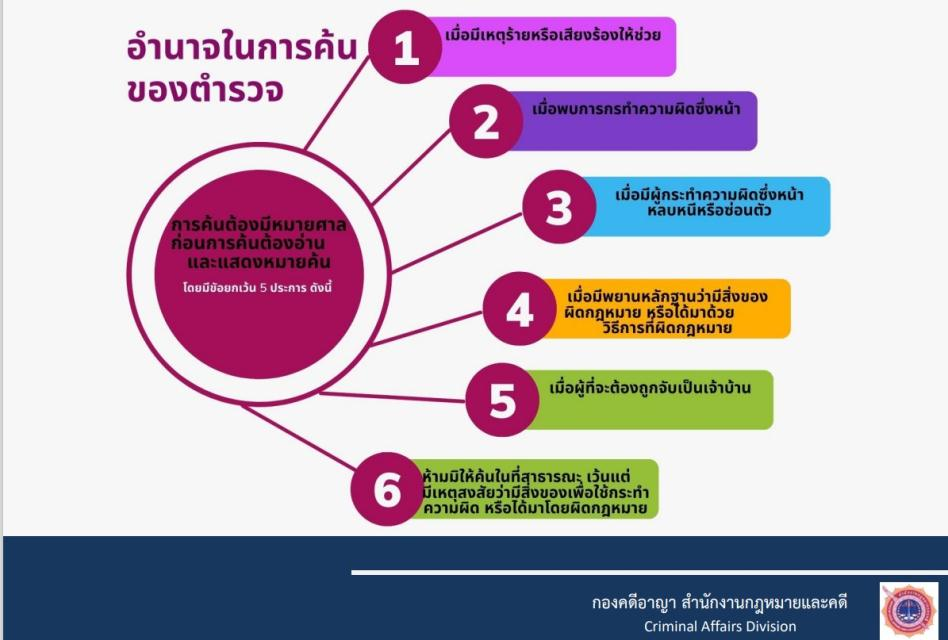 อำนาจในการค้น
ของตำรวจ
การค้นต้องมีหมายศาล
ก่อนการค้นต้องอ่าน
และแสดงหมายค้น
โดยมีข้อยกเว้น 5 ประการ ดังนี้
1
เมื่อมีเหตุร้ายหรือเสียงร้องให้ช่วย
2
เมื่อพบการกรทำความผิดซึ่งหน้า
3
เมื่อมีผู้กระทำความผิดซึ่งหน้า
หลบหนีหรือซ่อนตัว
4
เมื่อมีพยานหลักฐานว่ามีสิ่งของ
ผิดกฎหมาย หรือได้มาด้วย
วิธีการที่ผิดกฎหมาย
5
เมื่อผู้ที่จะต้องถูกจับเป็นเจ้าบ้าน
6
ห้ามมิให้ค้นในที่สาธารณะ เว้นแต่
มีเหตุสงสัยว่ามีสิ่งของเพื่อใช้กระทำ
ความผิด หรือได้มาโดยผิดกฎหมาย
กองคดีอาญา สำนักงานกฎหมายและคดี
Criminal Affairs Division